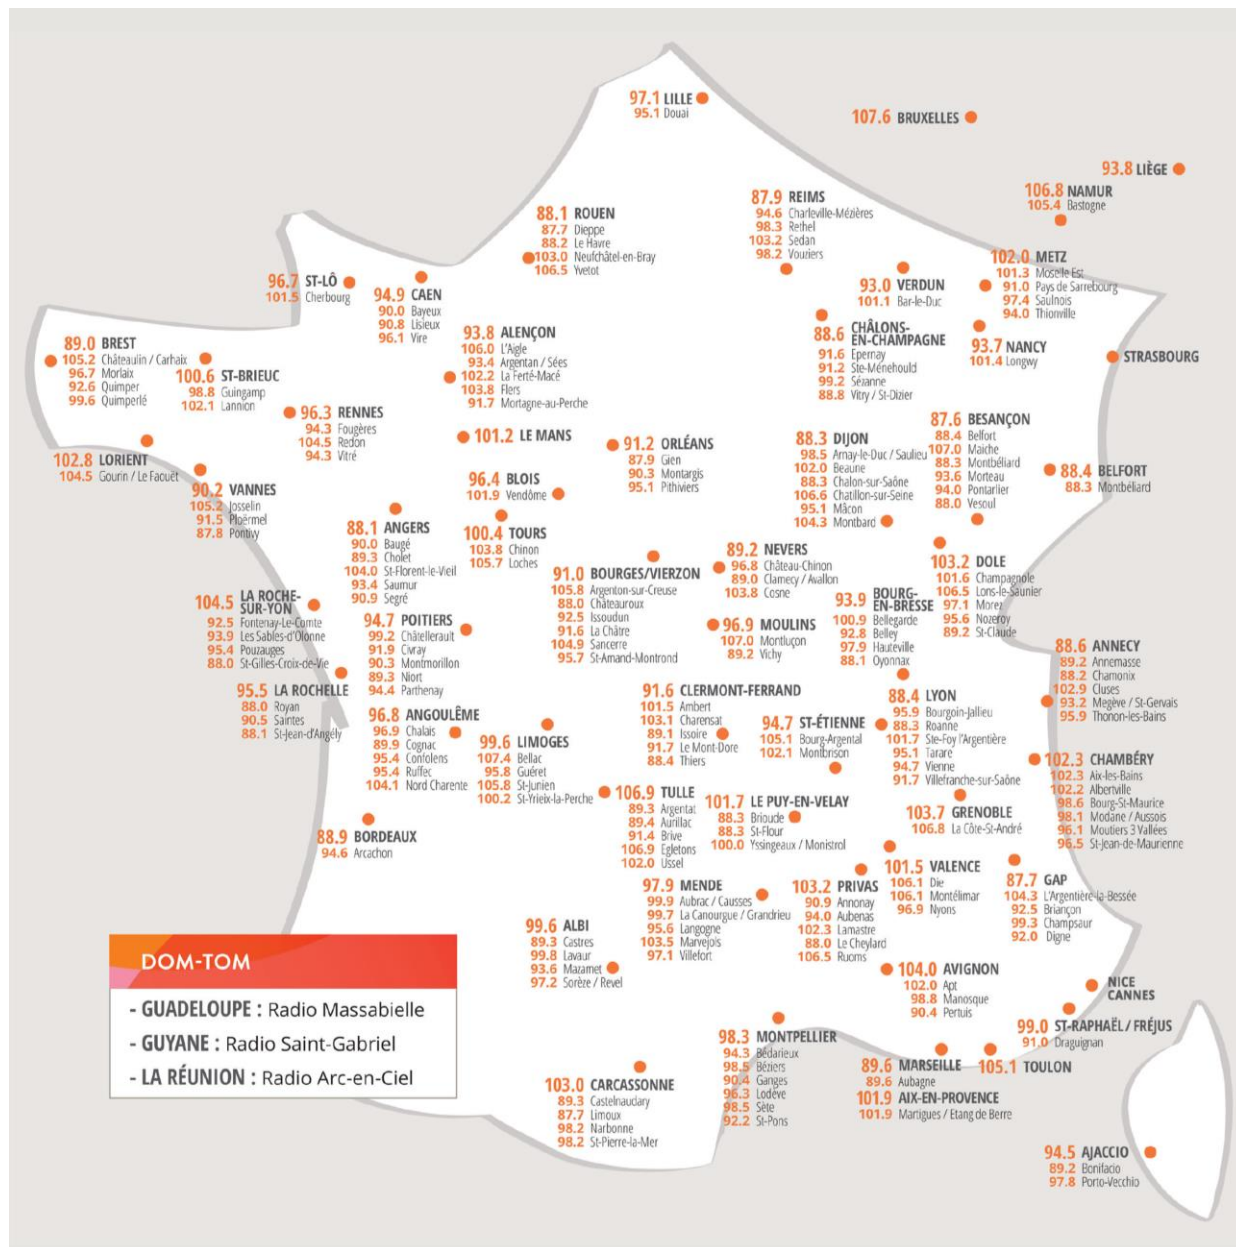 97.1 LILLE
95.1 Douai
107.6 BRUXELLES
93.8 LIÈGE
106.8 NAMUR
105.4 Bastogne
87.9 REIMS
94.6 Charleville-Mézières
98.3 Rethel
103.2 Sedan
98.2 Vouziers
88.1 ROUEN
87.7 Dieppe
88.2 Le Havre
103.0 Neufchâtel-en-Bray
106.5 Yvetot
102.0 METZ
101.3 Moselle Est
91.0 Pays de Sarrebourg
97.4 Saulnois
94.0 Thionville
96.7 ST-LÔ
101.5 Cherbourg
94.9 CAEN
90.0 Bayeux
90.8 Lisieux
96.1 Vire
93.0 VERDUN
101.1 Bar-le-Duc
88.6 CHÂLONS-
EN-CHAMPAGNE
91.6 Epernay
91.2 Ste-Ménehould
99.2 Sézanne
88.8 Vitry / St-Dizier
93.7 NANCY
101.4 Longwy
STRASBOURG
89.0 BREST
105.2 Châteaulin / Carhaix
96.7 Morlaix
92.6 Quimper
99.6 Quimperlé
100.6 ST-BRIEUC
98.8 Guingamp
102.1 Lannion
93.8 ALENÇON
106.0 L'Aigle
93.4 Argentan / Sées
102.2 La Ferté-Macé
103.8 Flers
91.7 Mortagne-au-Perche
96.3 RENNES
94.3 Fougères
104.5 Redon
94.3 Vitré
101.2 LE MANS
91.2 ORLÉANS
87.9 Gien
90.3 Montargis
95.1 Pithiviers
88.3 DIJON
98.5 Arnay-le-Duc / Saulieu
102.0 Beaune
88.3 Chalon-sur-Saône
106.6 Chatillon-sur-Seine
95.1 Mâcon
104.3 Montbard
87.6 BESANÇON
88.4 Belfort
107.0 Maiche
88.3 Montbéliard
93.6 Morteau
94.0 Pontarlier
88.0 Vesoul
88.4 BELFORT
88.3 Montbéliard
102.8 LORIENT
104.5 Gourin / Le Faouët
90.2 VANNES
105.2 Josselin
91.5 Ploërmel
87.8 Pontivy
96.4 BLOIS
101.9 Vendôme
88.1 ANGERS
90.0 Baugé
89.3 Cholet
104.0 St-Florent-le-Vieil
93.4 Saumur
90.9 Segré
100.4 TOURS
103.8 Chinon
105.7 Loches
91.0 BOURGES/VIERZON
105.8 Argenton-sur-Creuse
88.0 Châteauroux
92.5 Issoudun
91.6 La Châtre
104.9 Sancerre
95.7 St-Amand-Montrond
89.2 NEVERS
96.8 Château-Chinon
89.0 Clamecy / Avallon
103.8 Cosne
103.2 DOLE
101.6 Champagnole
106.5 Lons-le-Saunier
97.1 Morez
95.6 Nozeroy
89.2 St-Claude
104.5 LA ROCHE-
SUR-YON
92.5 Fontenay-Le-Comte
93.9 Les Sables-d'Olonne
95.4 Pouzauges
88.0 St-Gilles-Croix-de-Vie
94.7 POITIERS
99.2 Châtellerault
91.9 Civray
90.3 Montmorillon
89.3 Niort
94.4 Parthenay
96.9 MOULINS
107.0 Montluçon
89.2 Vichy
93.9 BOURG-
EN-BRESSE
100.9 Bellegarde
92.8 Belley
97.9 Hauteville
88.1 Oyonnax
88.6 ANNECY
89.2 Annemasse
88.2 Chamonix
102.9 Cluses
93.2 Megève / St-Gervais
95.9 Thonon-les-Bains
95.5 LA ROCHELLE
88.0 Royan
90.5 Saintes
88.1 St-Jean-d'Angély
96.8 ANGOULÊME
96.9 Chalais
89.9 Cognac
95.4 Confolens
95.4 Ruffec
104.1 Nord Charente
99.6 LIMOGES
107.4 Bellac
95.8 Guéret
105.8 St-Junien
100.2 St-Yrieix-la-Perche
91.6 CLERMONT-FERRAND
101.5 Ambert
103.1 Charensat
89.1 Issoire
91.7 Le Mont-Dore
88.4 Thiers
94.7 ST-ÉTIENNE
105.1 Bourg-Argental
102.1 Montbrison
88.4 LYON
95.9 Bourgoin-Jallieu
88.3 Roanne
101.7 Ste-Foy l'Argentière
95.1 Tarare
94.7 Vienne
91.7 Villefranche-sur-Saône
102.3 CHAMBÉRY
102.3 Aix-les-Bains
102.2 Albertville
98.6 Bourg-St-Maurice
98.1 Modane / Aussois
96.1 Moutiers 3 Vallées
96.5 St-Jean-de-Maurienne
88.9 BORDEAUX
94.6 Arcachon
106.9 TULLE
89.3 Argentat
89.4 Aurillac
91.4 Brive
106.9 Egletons
102.0 Ussel
101.7 LE PUY-EN-VELAY
88.3 Brioude
88.3 St-Flour
100.0 Yssingeaux / Monistrol
103.7 GRENOBLE
106.8 La Côte-St-André
101.5 VALENCE
106.1 Die
106.1 Montélimar
96.9 Nyons
87.7 GAP
104.3 L'Argentière-la-Bessée
92.5 Briançon
99.3 Champsaur
92.0 Digne
97.9 MENDE
99.9 Aubrac / Causses
99.7 La Canourgue / Grandrieu
95.6 Langogne
103.5 Marvejols
97.1 Villefort
103.2 PRIVAS
90.9 Annonay
94.0 Aubenas
102.3 Lamastre
88.0 Le Cheylard
106.5 Ruoms
99.6 ALBI
89.3 Castres
99.8 Lavaur
93.6 Mazamet
97.2 Sorèze / Revel
104.0 AVIGNON
102.0 Apt
98.8 Manosque
90.4 Pertuis
NICE
CANNES
99.0 ST-RAPHAËL / FRÉJUS
91.0 Draguignan
DOM-TOM
- GUADELOUPE : Radio Massabielle
- GUYANE : Radio Saint-Gabriel
- LA RÉUNION : Radio Arc-en-Ciel
98.3 MONTPELLIER
94.3 Bédarieux
98.5 Béziers
90.4 Ganges
96.3 Lodève
98.5 Sète
92.2 St-Pons
89.6 MARSEILLE
89.6 Aubagne
101.9 AIX-EN-PROVENCE
101.9 Martigues / Etang de Berre
105.1 TOULON
103.0 CARCASSONNE
89.3 Castelnaudary
87.7 Limoux
98.2 Narbonne
98.2 St-Pierre-la-Mer
94.5 AJACCIO
89.2 Bonifacio
97.8 Porto-Vecchio